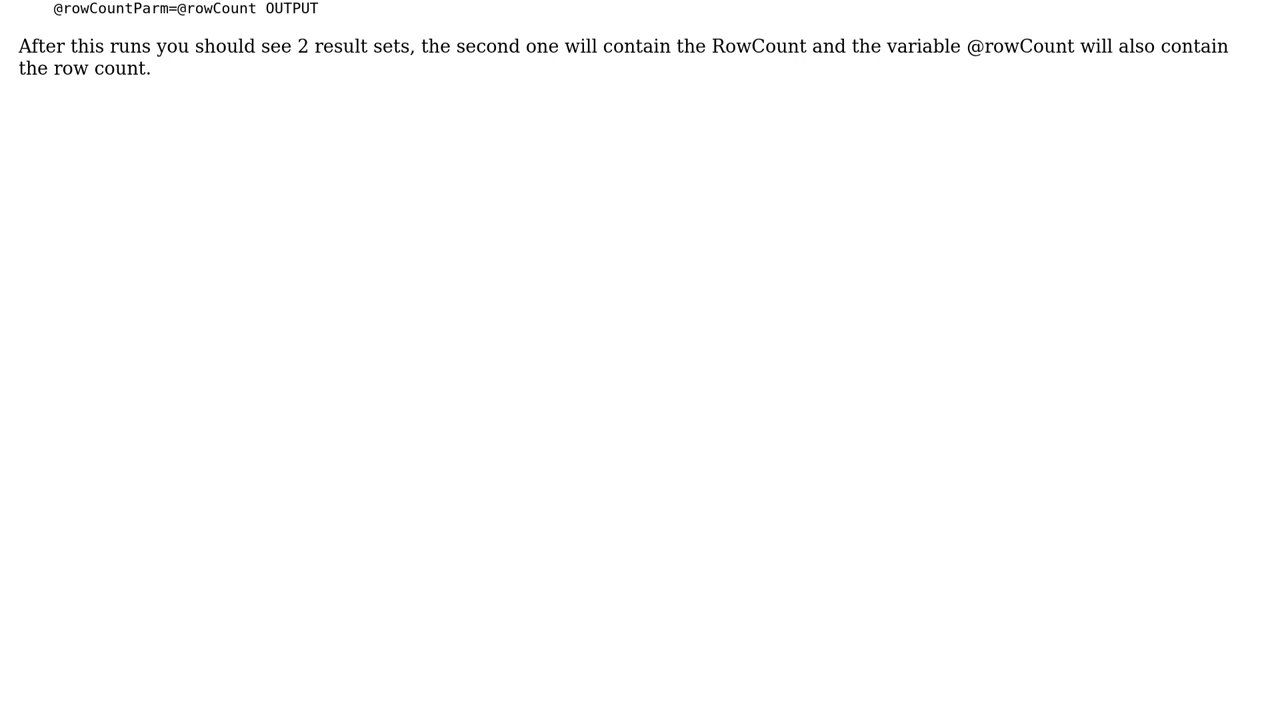 @rowCountParm=@rowCount OUTPUT
After this runs you should see 2 result sets, the second one will contain the RowCount and the variable @rowCount will also contain
the row count.